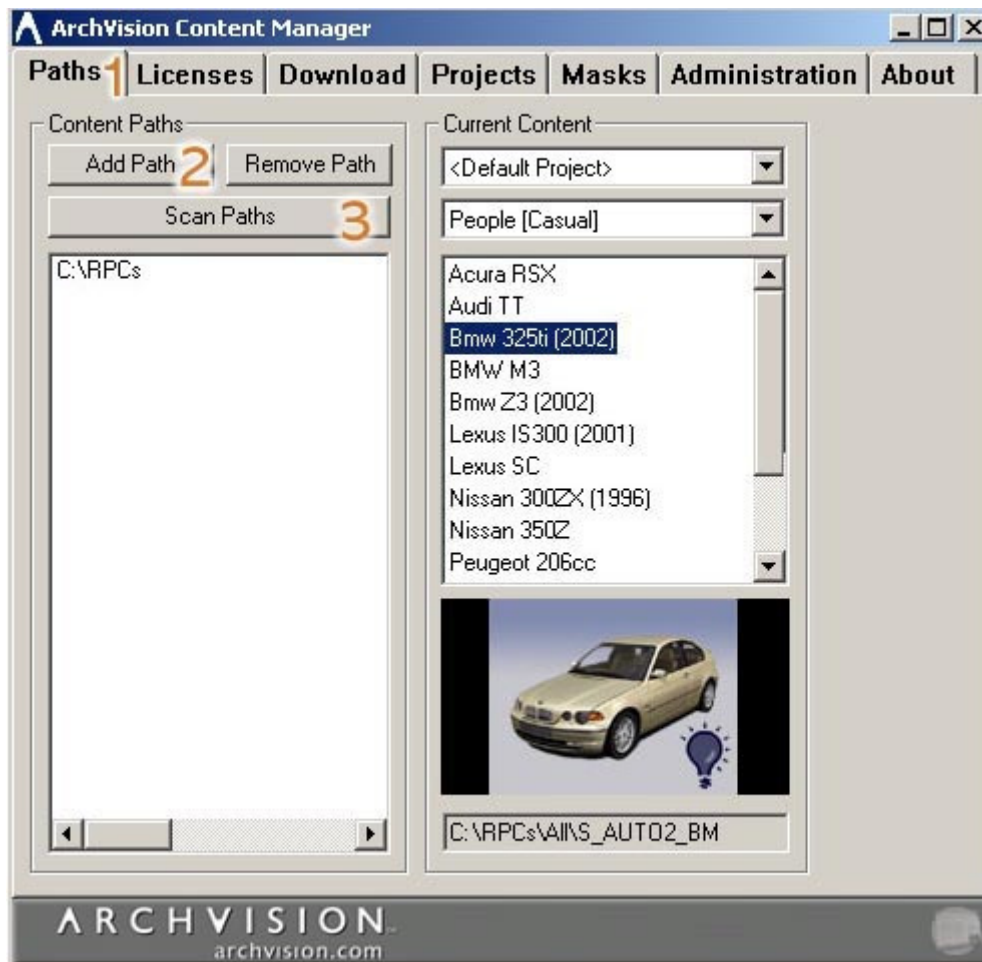 ArchVision Content Manager
Paths 1 Licenses Download Projects Masks Administration About
Content Paths
Add Path 2 Remove Path
Scan Paths 3
C:\RPCs
Current Content
<Default Project>
People [Casual]
Acura RSX
Audi TT
Bmw 325ti (2002)
BMW M3
Bmw Z3 (2002)
Lexus IS300 (2001)
Lexus SC
Nissan 300ZX (1996)
Nissan 350Z
Peugeot 206cc
C:\RPCs\All\S_AUTO2_BM
ARCHVISION
archvision.com